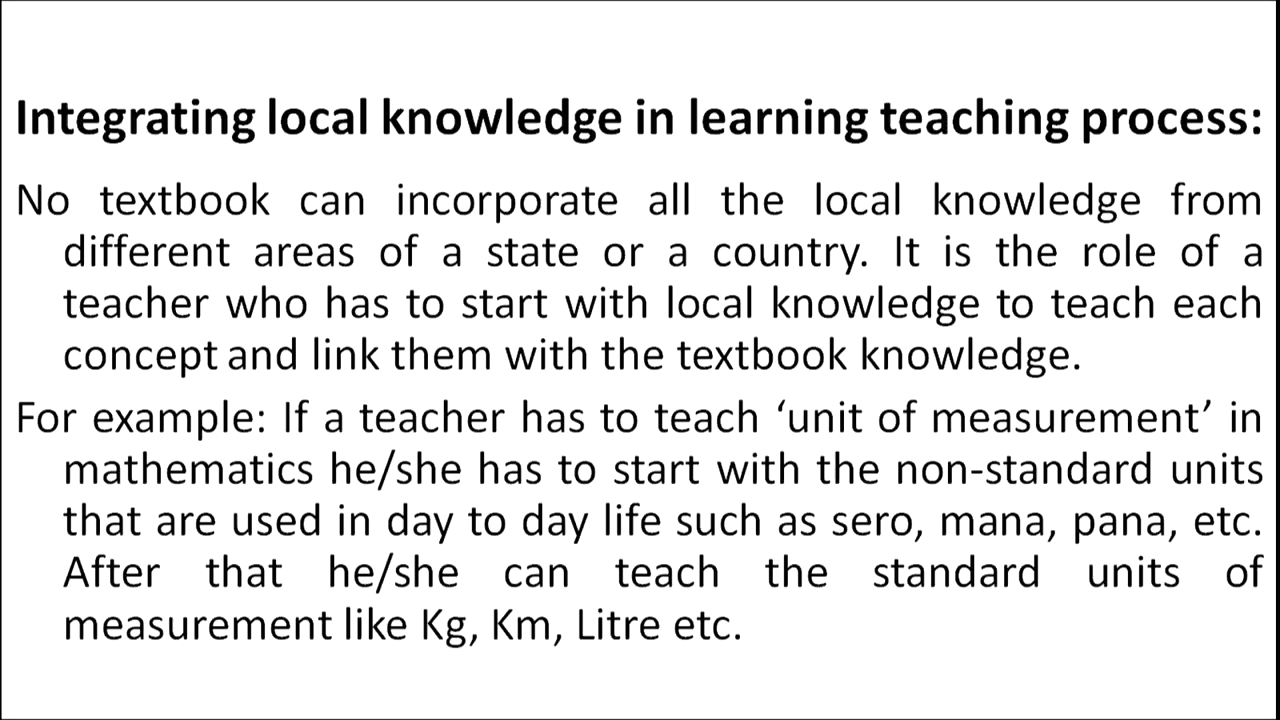 Integrating local knowledge in learning teaching process:
No textbook can incorporate all the local knowledge from
different areas of a state or a country. It is the role of a
teacher who has to start with local knowledge to teach each
concept and link them with the textbook knowledge.
For example: If a teacher has to teach ‘unit of measurement’ in
mathematics he/she has to start with the non-standard units
that are used in day to day life such as sero, mana, pana, etc.
After that he/she can teach the standard units of
measurement like Kg, Km, Litre etc.